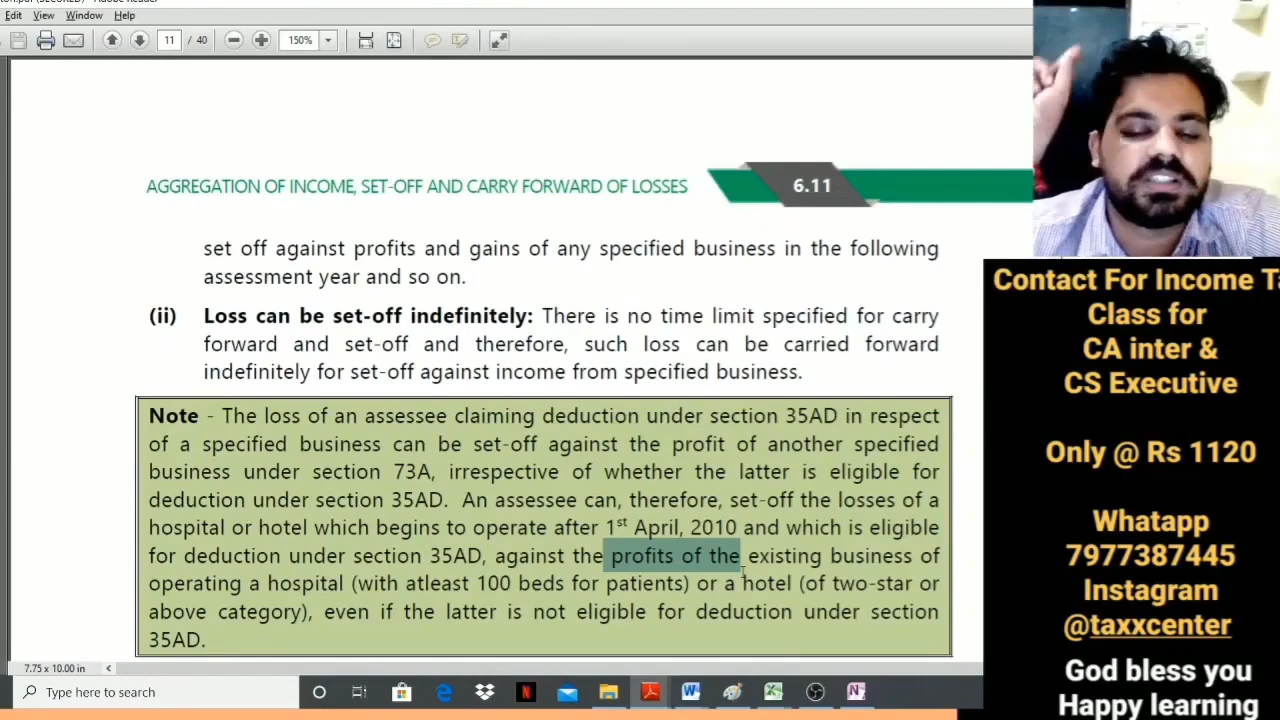 Edit View Window Help
11 / 40 150%
AGGREGATION OF INCOME, SET-OFF AND CARRY FORWARD OF LOSSES 6.11
set off against profits and gains of any specified business in the following
assessment year and so on.
(ii) Loss can be set-off indefinitely: There is no time limit specified for carry
forward and set-off and therefore, such loss can be carried forward
indefinitely for set-off against income from specified business.
Note - The loss of an assessee claiming deduction under section 35AD in respect
of a specified business can be set-off against the profit of another specified
business under section 73A, irrespective of whether the latter is eligible for
deduction under section 35AD. An assessee can, therefore, set-off the losses of a
hospital or hotel which begins to operate after 1st April, 2010 and which is eligible
for deduction under section 35AD, against the profits of the existing business of
operating a hospital (with atleast 100 beds for patients) or a hotel (of two-star or
above category), even if the latter is not eligible for deduction under section
35AD.
7.75 x 10.00 in
Type here to search
Contact For Income Ta
Class for
CA inter &
CS Executive
Only @ Rs 1120
Whatapp
7977387445
Instagram
@taxxcenter
God bless you
Happy learning